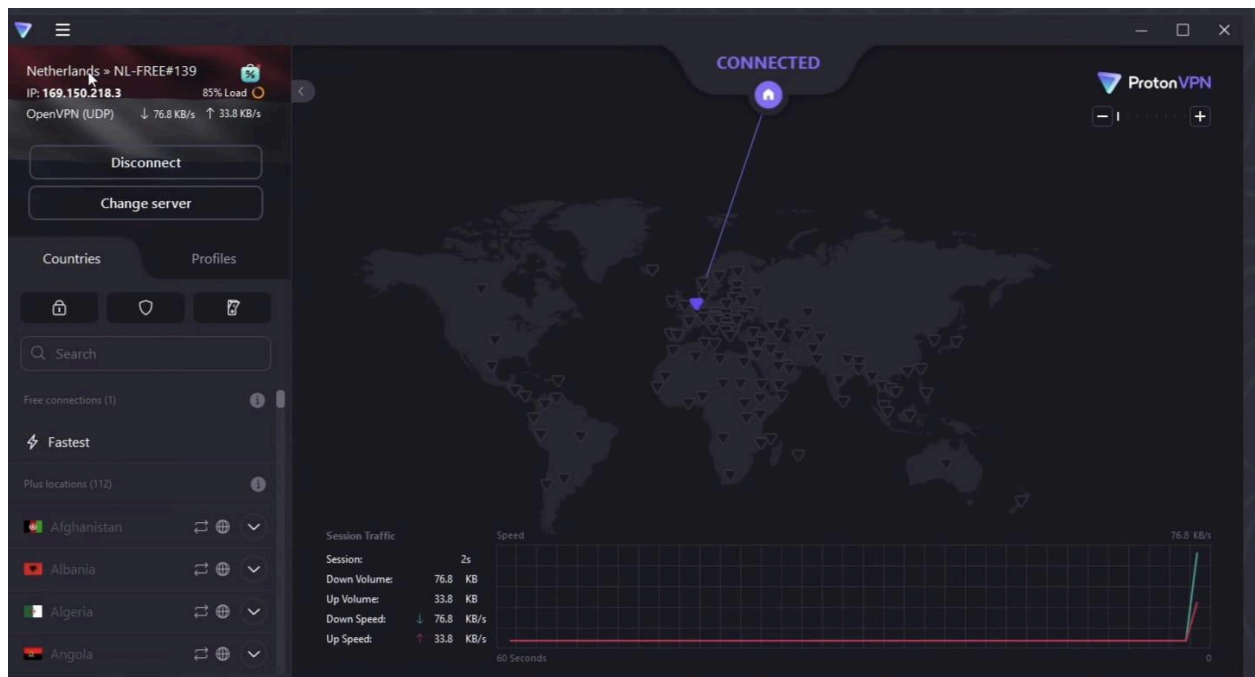 Netherlands » NL-FREE#139
IP: 169.150.218.3 85% Load
OpenVPN (UDP) ↓ 76.8 KB/s ↑ 33.8 KB/s
Disconnect
Change server
Countries Profiles
Search
Free connections (1)
Fastest
Plus locations (112)
Afghanistan
Albania
Algeria
Angola
CONNECTED
ProtonVPN
Session Traffic
Session: 2s
Down Volume: 76.8 KB
Up Volume: 33.8 KB
Down Speed: ↓ 76.8 KB/s
Up Speed: ↑ 33.8 KB/s
Speed 76.8 KB/s
60 Seconds 0